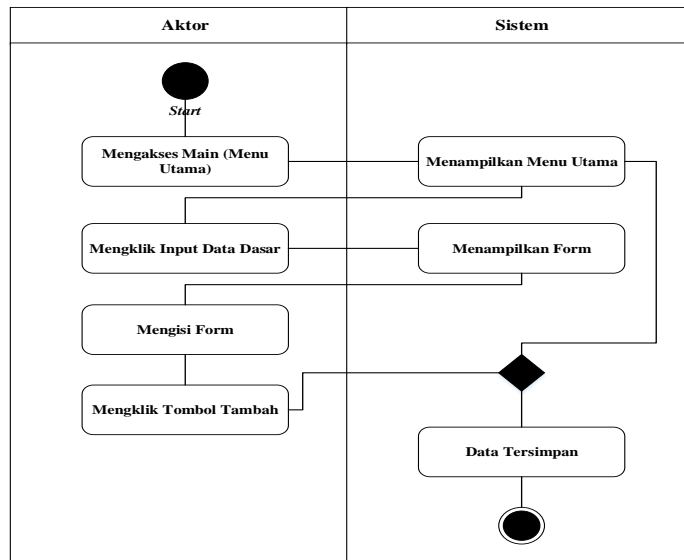 Aktor
Sistem
Start
Mengakses Main (Menu
Utama)
Menampilkan Menu Utama
Mengklik Input Data Dasar
Menampilkan Form
Mengisi Form
Mengklik Tombol Tambah
Data Tersimpan